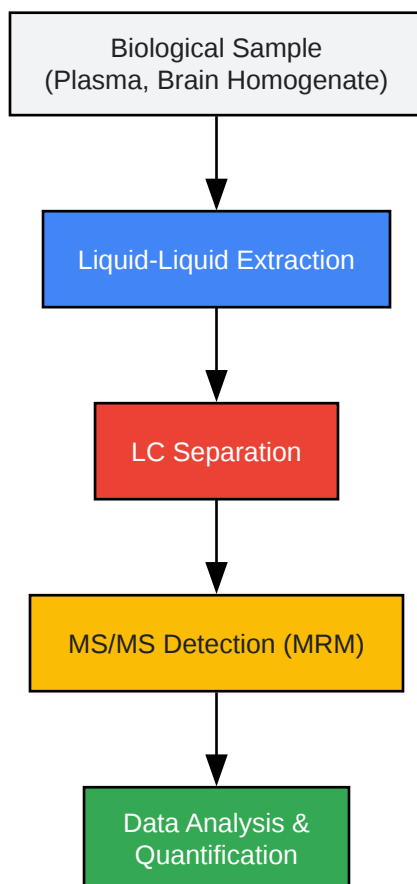 Biological Sample
(Plasma, Brain Homogenate)
Liquid-Liquid Extraction
LC Separation
MS/MS Detection (MRM)
Data Analysis &
Quantification